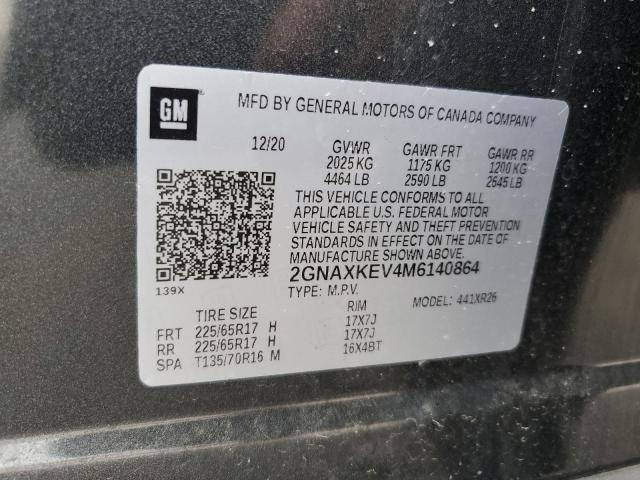 GM
MFD BY GENERAL MOTORS OF CANADA COMPANY
12/20 GVWR GAWR FRT GAWR RR
2025 KG 1175 KG 1200 KG
4464 LB 2590 LB 2645 LB
THIS VEHICLE CONFORMS TO ALL
APPLICABLE U.S. FEDERAL MOTOR
VEHICLE SAFETY AND THEFT PREVENTION
STANDARDS IN EFFECT ON THE DATE OF
MANUFACTURE SHOWN ABOVE.
2GNAXKEV4M6140864
139X
TYPE: M.P.V. MODEL: 441XR26
TIRE SIZE RIM
FRT 225/65R17 H 17X7J
RR 225/65R17 H 17X7J
SPA T135/70R16 M 16X4BT